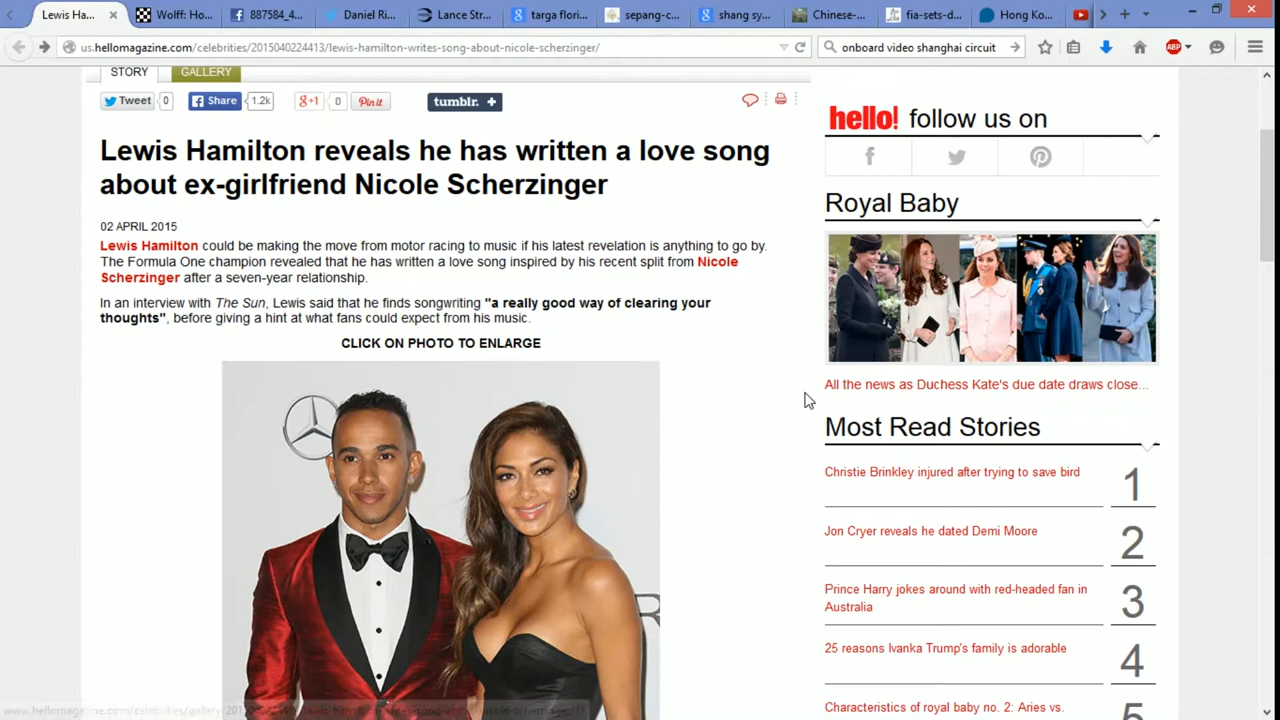 Lewis Ha...
Wolff: Ho...
887584_4...
Daniel Ri...
Lance Str...
targa flori...
sepang-c...
shang sy...
Chinese-...
fia-sets-d...
Hong Ko...
us.hellomagazine.com/celebrities/2015040224413/lewis-hamilton-writes-song-about-nicole-scherzinger/
onboard video shanghai circuit
ABP
STORY
GALLERY
Tweet 0
Share 1.2k
g+1 0
Pin it
tumblr. +
Lewis Hamilton reveals he has written a love song
about ex-girlfriend Nicole Scherzinger
02 APRIL 2015
Lewis Hamilton could be making the move from motor racing to music if his latest revelation is anything to go by.
The Formula One champion revealed that he has written a love song inspired by his recent split from Nicole
Scherzinger after a seven-year relationship.
In an interview with The Sun, Lewis said that he finds songwriting "a really good way of clearing your
thoughts", before giving a hint at what fans could expect from his music.
CLICK ON PHOTO TO ENLARGE
hello! follow us on
Royal Baby
All the news as Duchess Kate's due date draws close...
Most Read Stories
Christie Brinkley injured after trying to save bird
1
Jon Cryer reveals he dated Demi Moore
2
Prince Harry jokes around with red-headed fan in
Australia
3
25 reasons Ivanka Trump's family is adorable
4
Characteristics of royal baby no. 2: Aries vs.
5